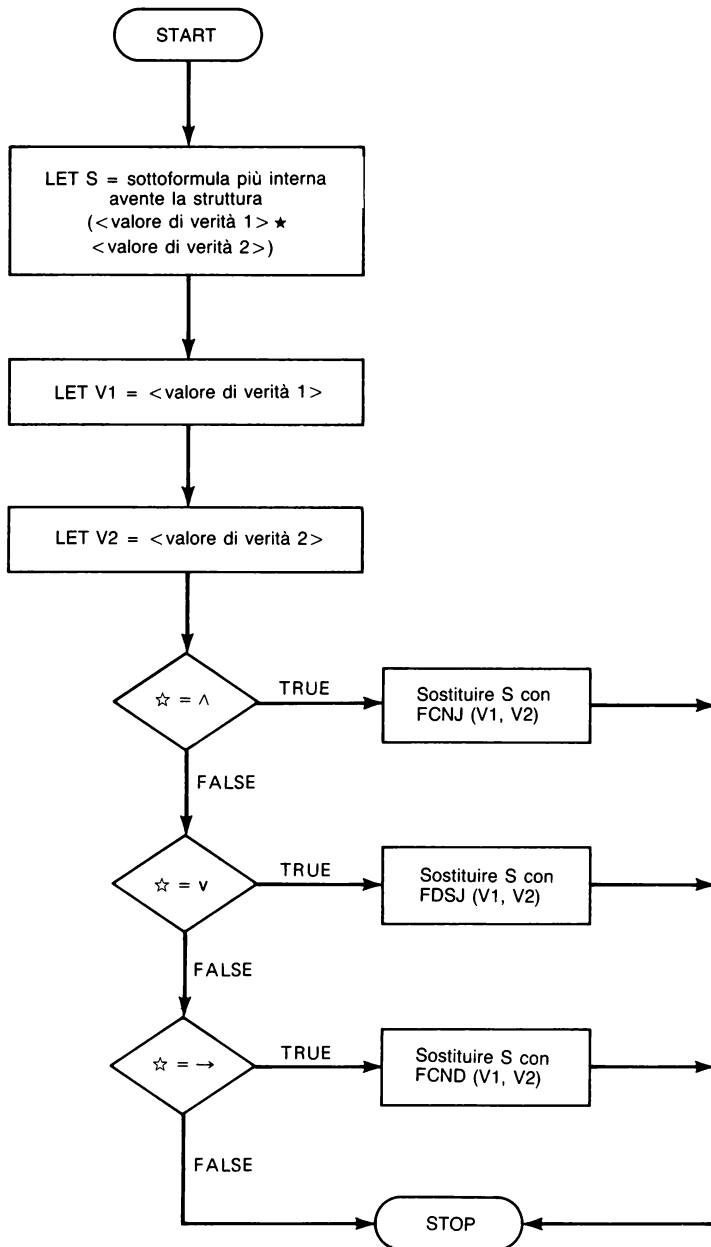 START
LET S = sottoformula più interna
avente la struttura
(<valore di verità 1> ★
<valore di verità 2>)
LET V1 = <valore di verità 1>
LET V2 = <valore di verità 2>
☆ = ∧
TRUE
Sostituire S con
FCNJ (V1, V2)
FALSE
☆ = ∨
TRUE
Sostituire S con
FDSJ (V1, V2)
FALSE
☆ = →
TRUE
Sostituire S con
FCND (V1, V2)
FALSE
STOP